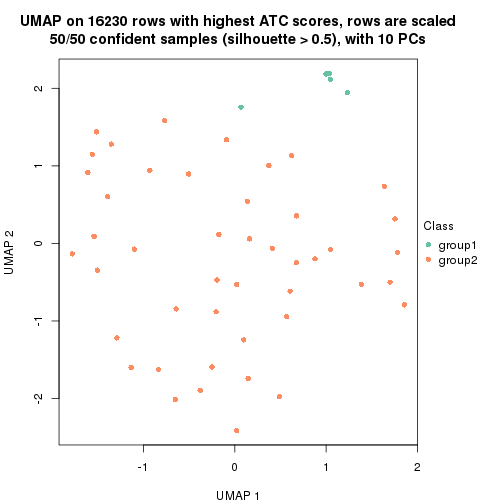 UMAP on 16230 rows with highest ATC scores, rows are scaled
50/50 confident samples (silhouette > 0.5), with 10 PCs
2
1
0
-1
-2
UMAP 2
-1
0
1
2
UMAP 1
Class
group1
group2